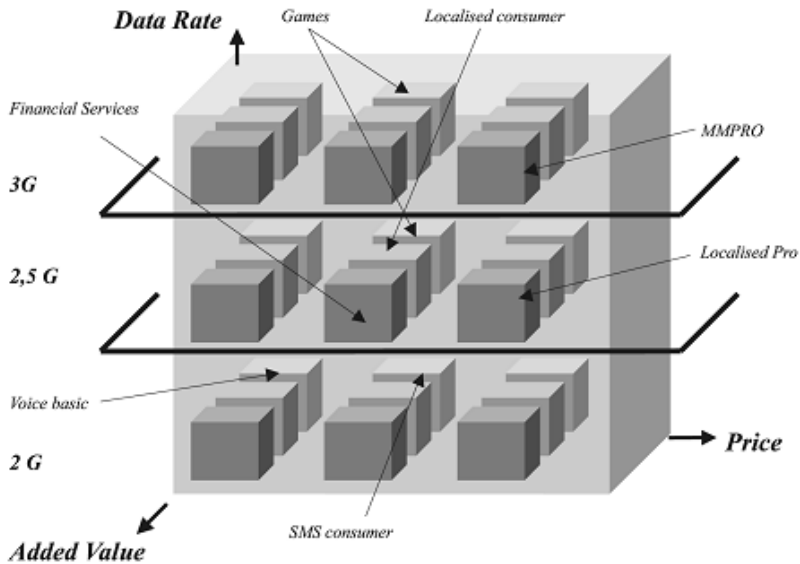 Data Rate
Games
Localised consumer
Financial Services
MMPRO
3G
Localised Pro
2,5 G
Voice basic
Price
2 G
SMS consumer
Added Value